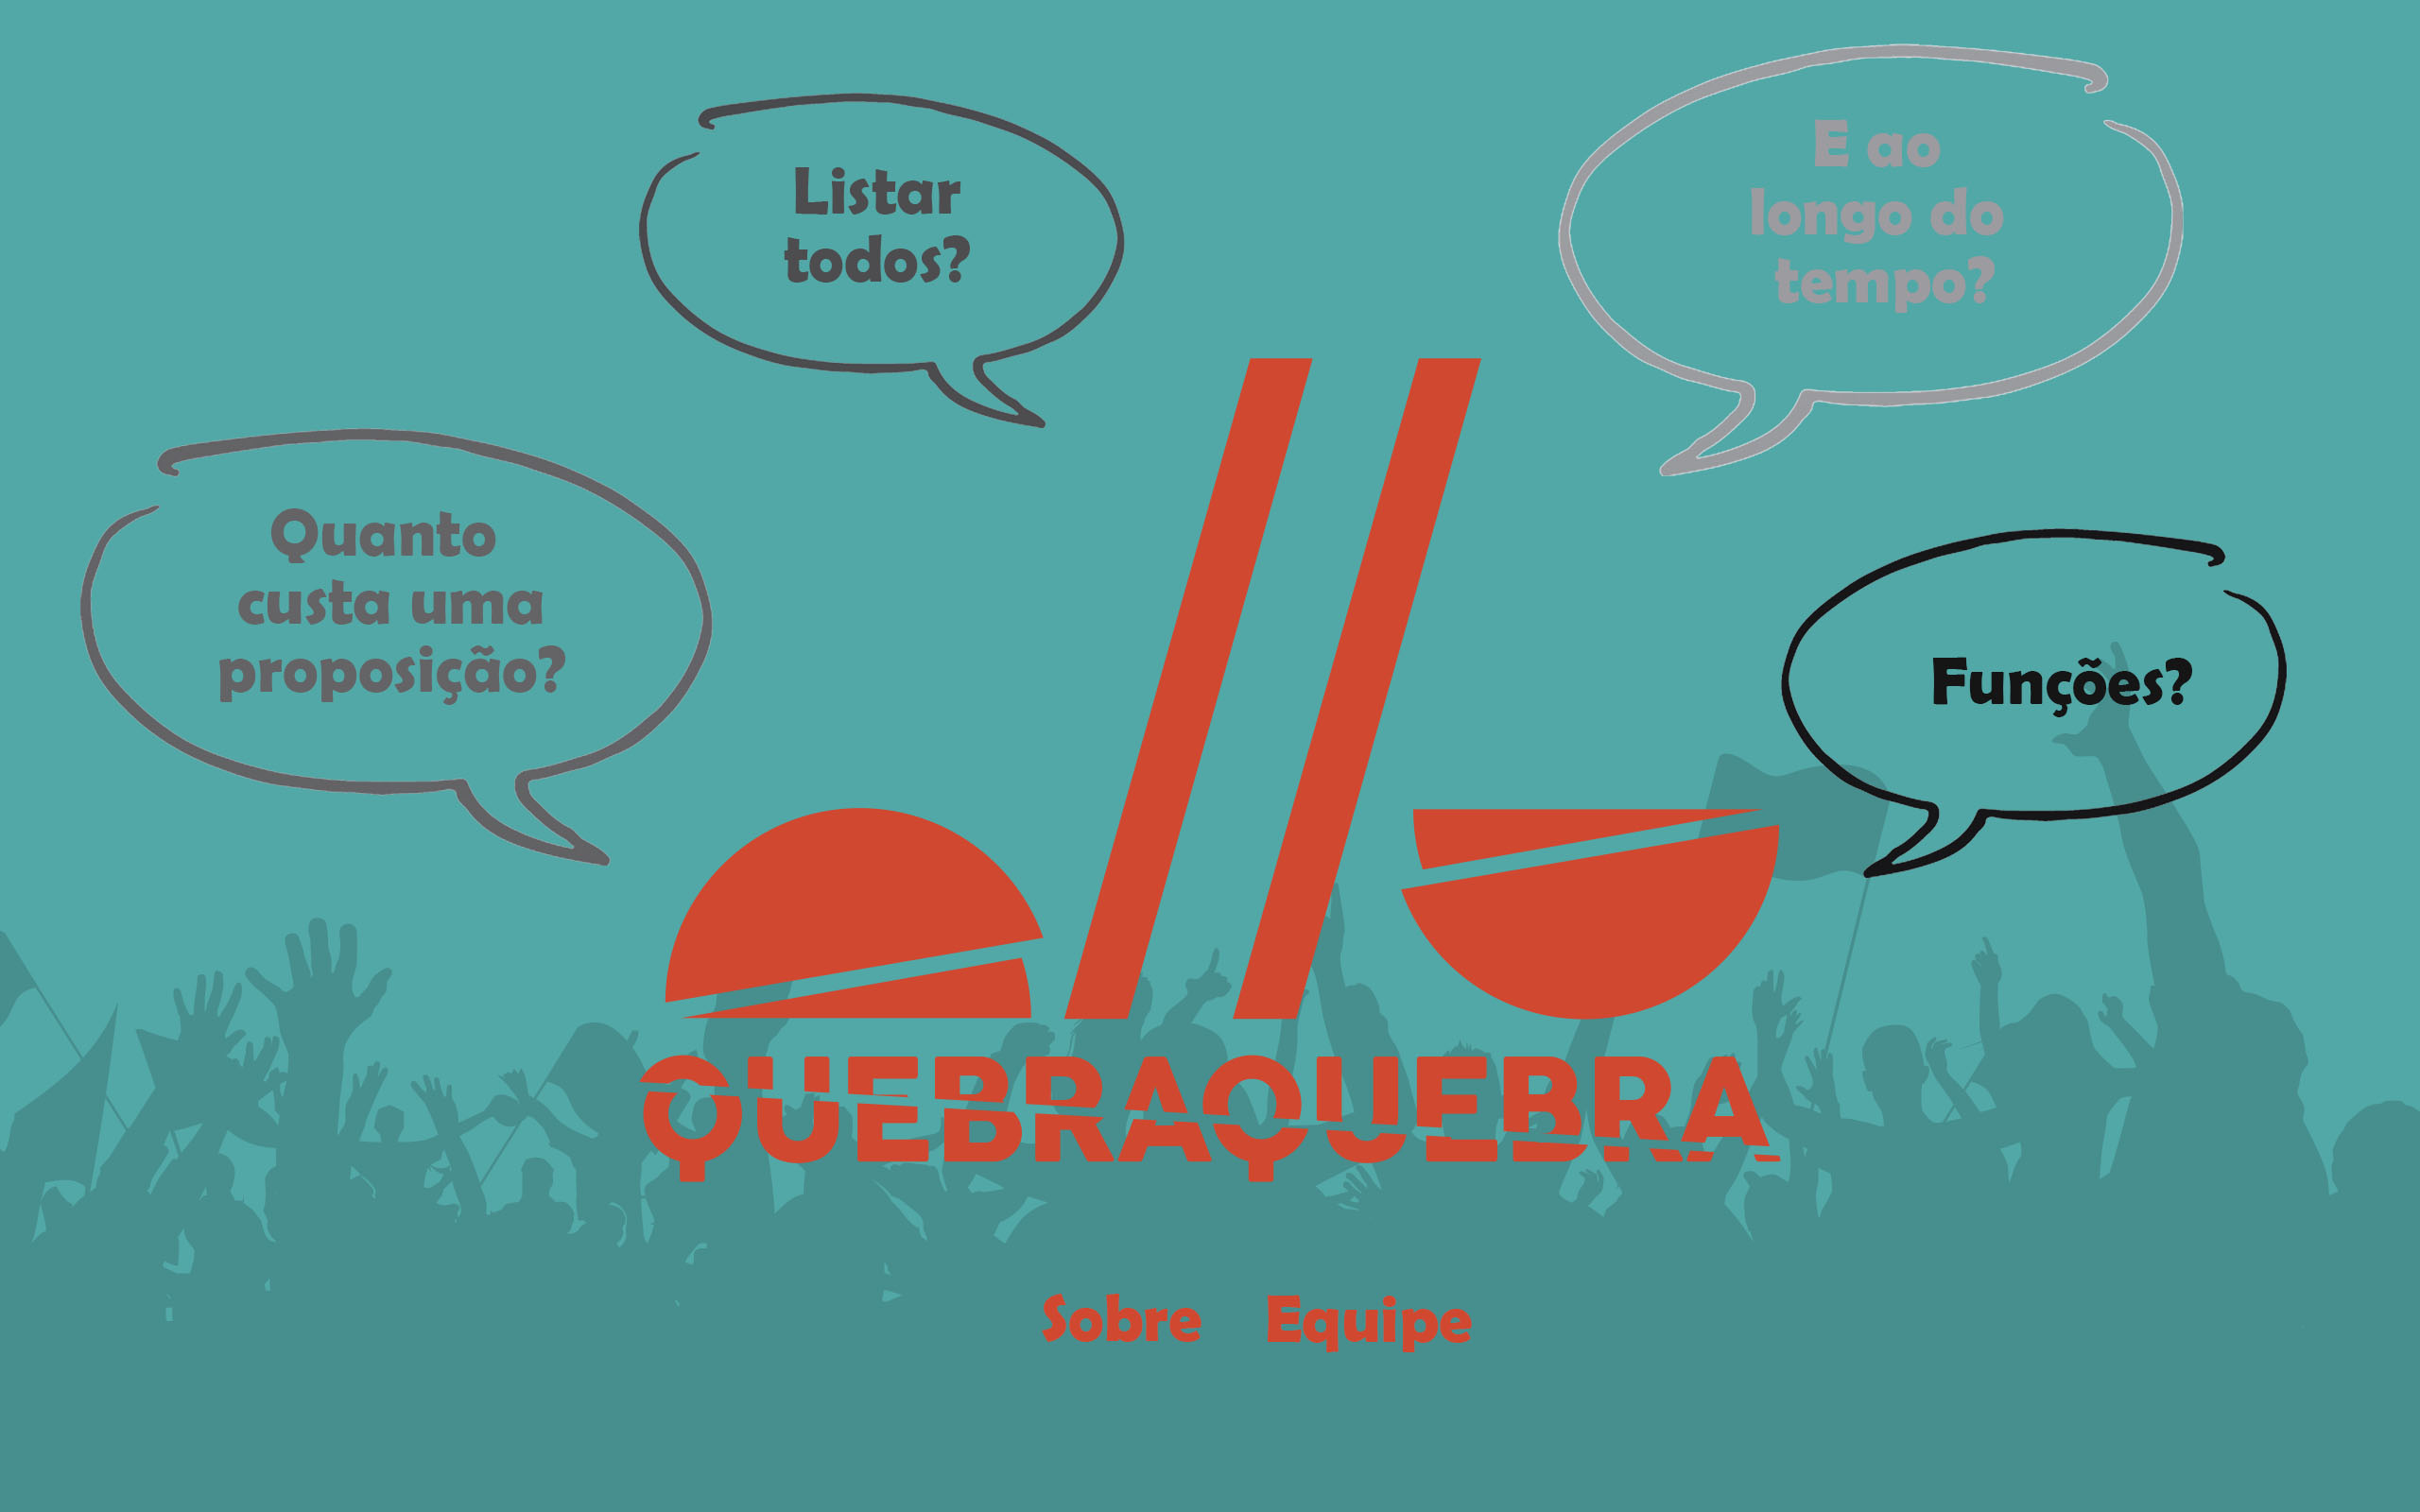 Listar
todos?
E ao
longo do
tempo?
Quanto
custa uma
proposição?
Funções?
QUEBRAQUEBRA
Sobre Equipe